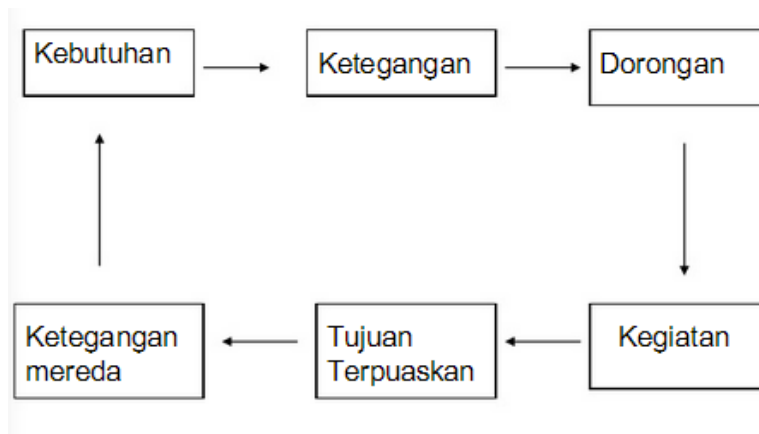 Kebutuhan
Ketegangan
Dorongan
Ketegangan
mereda
Tujuan
Terpuaskan
Kegiatan